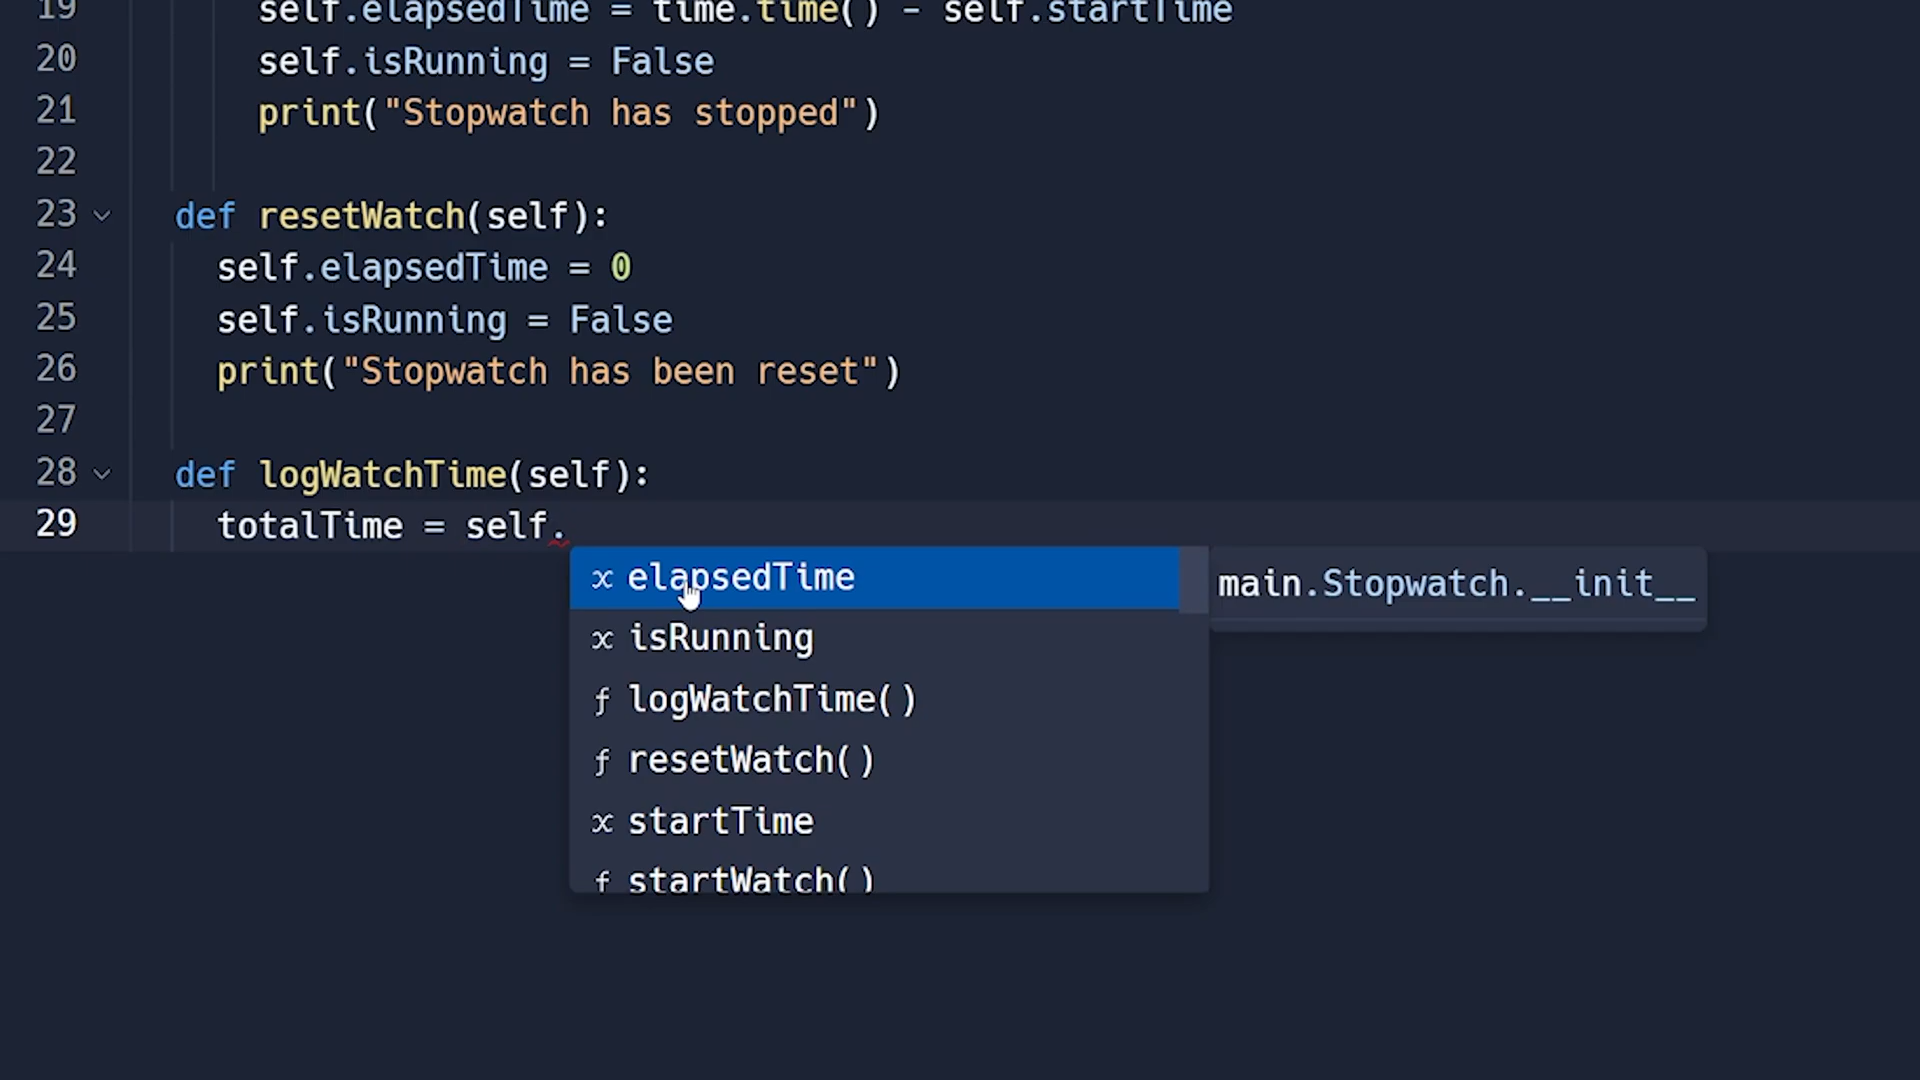 19 self.elapsedTime = time.time() - self.startTime
20 self.isRunning = False
21 print("Stopwatch has stopped")
22
23 def resetWatch(self):
24 self.elapsedTime = 0
25 self.isRunning = False
26 print("Stopwatch has been reset")
27
28 def logWatchTime(self):
29 totalTime = self.
x elapsedTime main.Stopwatch.__init__
x isRunning
f logWatchTime()
f resetWatch()
x startTime
f startWatch()